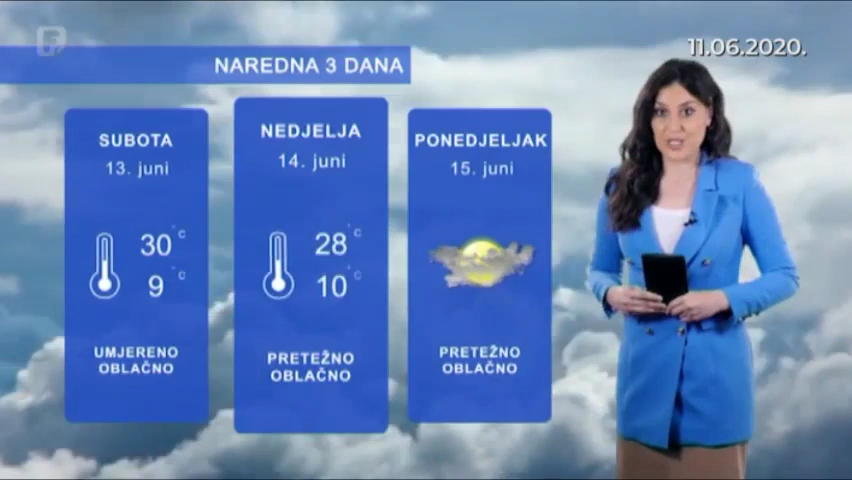 11.06.2020.
NAREDNA 3 DANA
SUBOTA
13. juni
30 °c
9 °c
UMJERENO
OBLAČNO
NEDJELJA
14. juni
28 °c
10 °c
PRETEŽNO
OBLAČNO
PONEDJELJAK
15. juni
PRETEŽNO
OBLAČNO